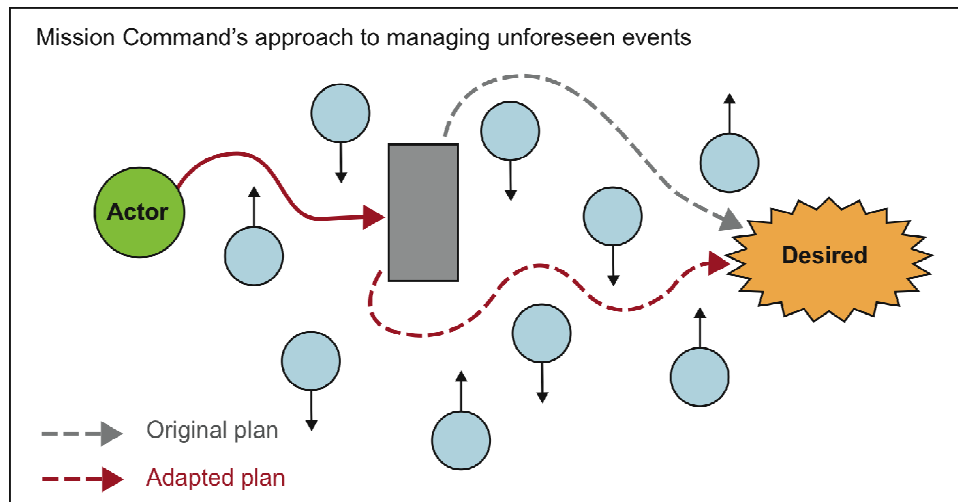 Mission Command’s approach to managing unforeseen events
Actor
Desired
Original plan
Adapted plan